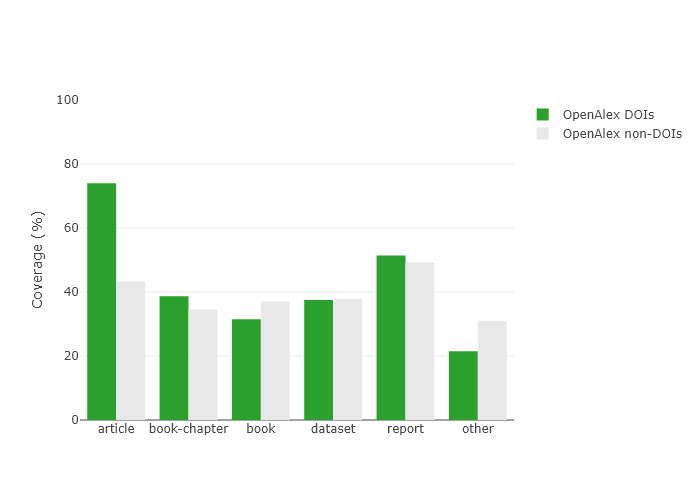 100
80
60
40
20
0
Coverage (%)
article
book-chapter
book
dataset
report
other
OpenAlex DOIs
OpenAlex non-DOIs